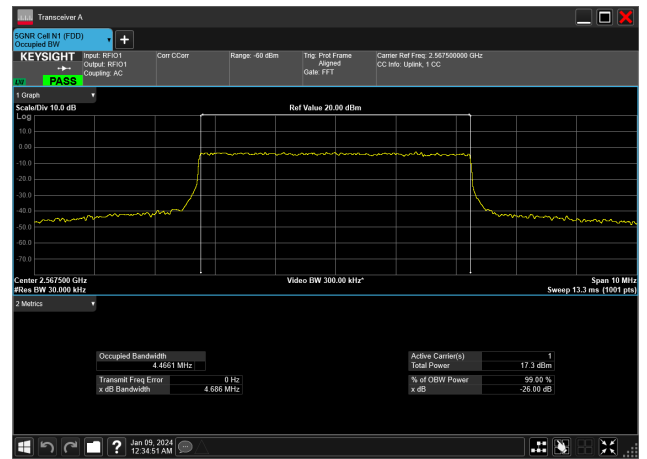 Transceiver A
5GNR Cell N1 (FDD)
Occupied BW
KEYSIGHT
LW PASS
Input: RFIO1
Output: RFIO1
Coupling: AC
Corr CCorr
Range: -60 dBm
Trig: Prot Frame
Aligned
Gate: FFT
Carrier Ref Freq: 2.567500000 GHz
CC Info: Uplink, 1 CC
1 Graph
Scale/Div 10.0 dB
Ref Value 20.00 dBm
Log
10.0
0.00
-10.0
-20.0
-30.0
-40.0
-50.0
-60.0
-70.0
Center 2.567500 GHz
Video BW 300.00 kHz*
Span 10 MHz
#Res BW 30.000 kHz
Sweep 13.3 ms (1001 pts)
2 Metrics
Occupied Bandwidth
4.4661 MHz
Transmit Freq Error 0 Hz
x dB Bandwidth 4.686 MHz
Active Carrier(s) 1
Total Power 17.3 dBm
% of OBW Power 99.00 %
x dB -26.00 dB
Jan 09, 2024
12:34:51 AM